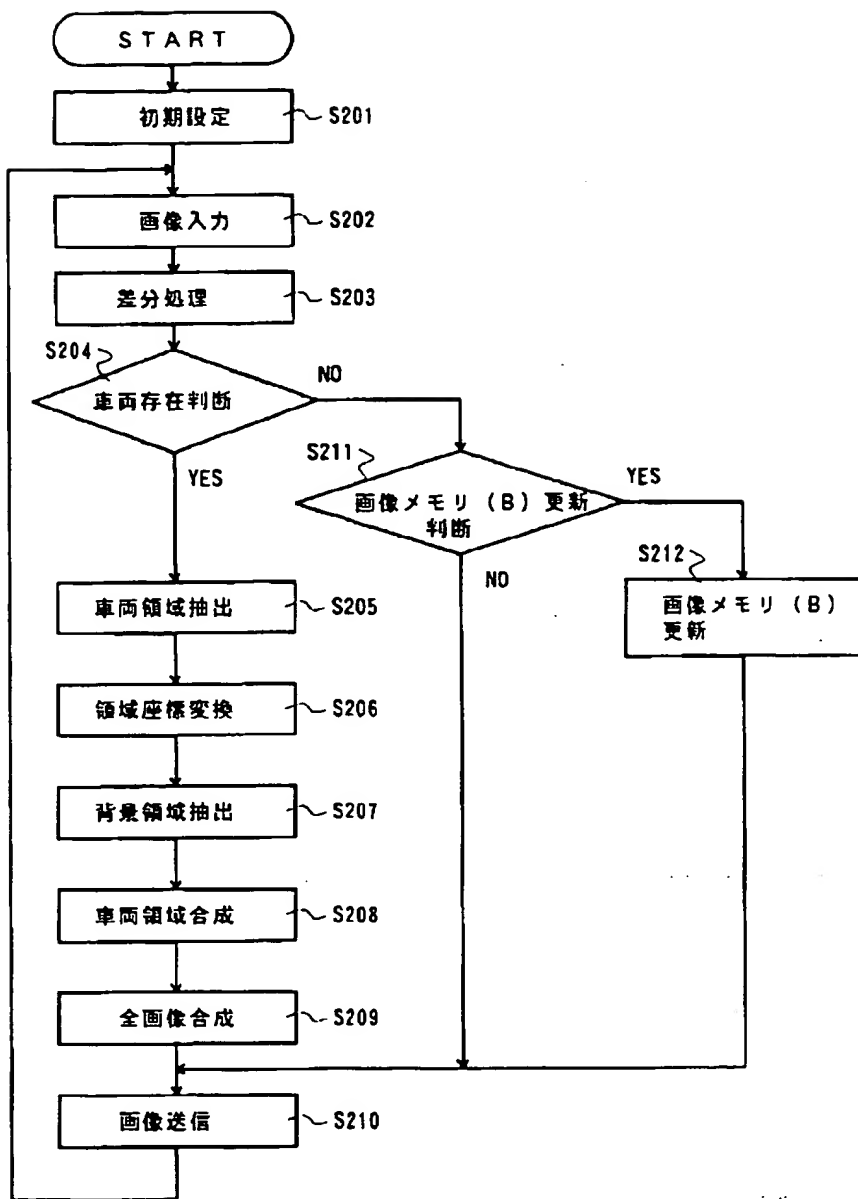 START
初期設定
S201
画像入力
S202
差分処理
S203
S204
車両存在判断
NO
YES
S211
画像メモリ（B）更新
判断
YES
NO
S212
画像メモリ（B）
更新
車両領域抽出
S205
領域座標変換
S206
背景領域抽出
S207
車両領域合成
S208
全画像合成
S209
画像送信
S210